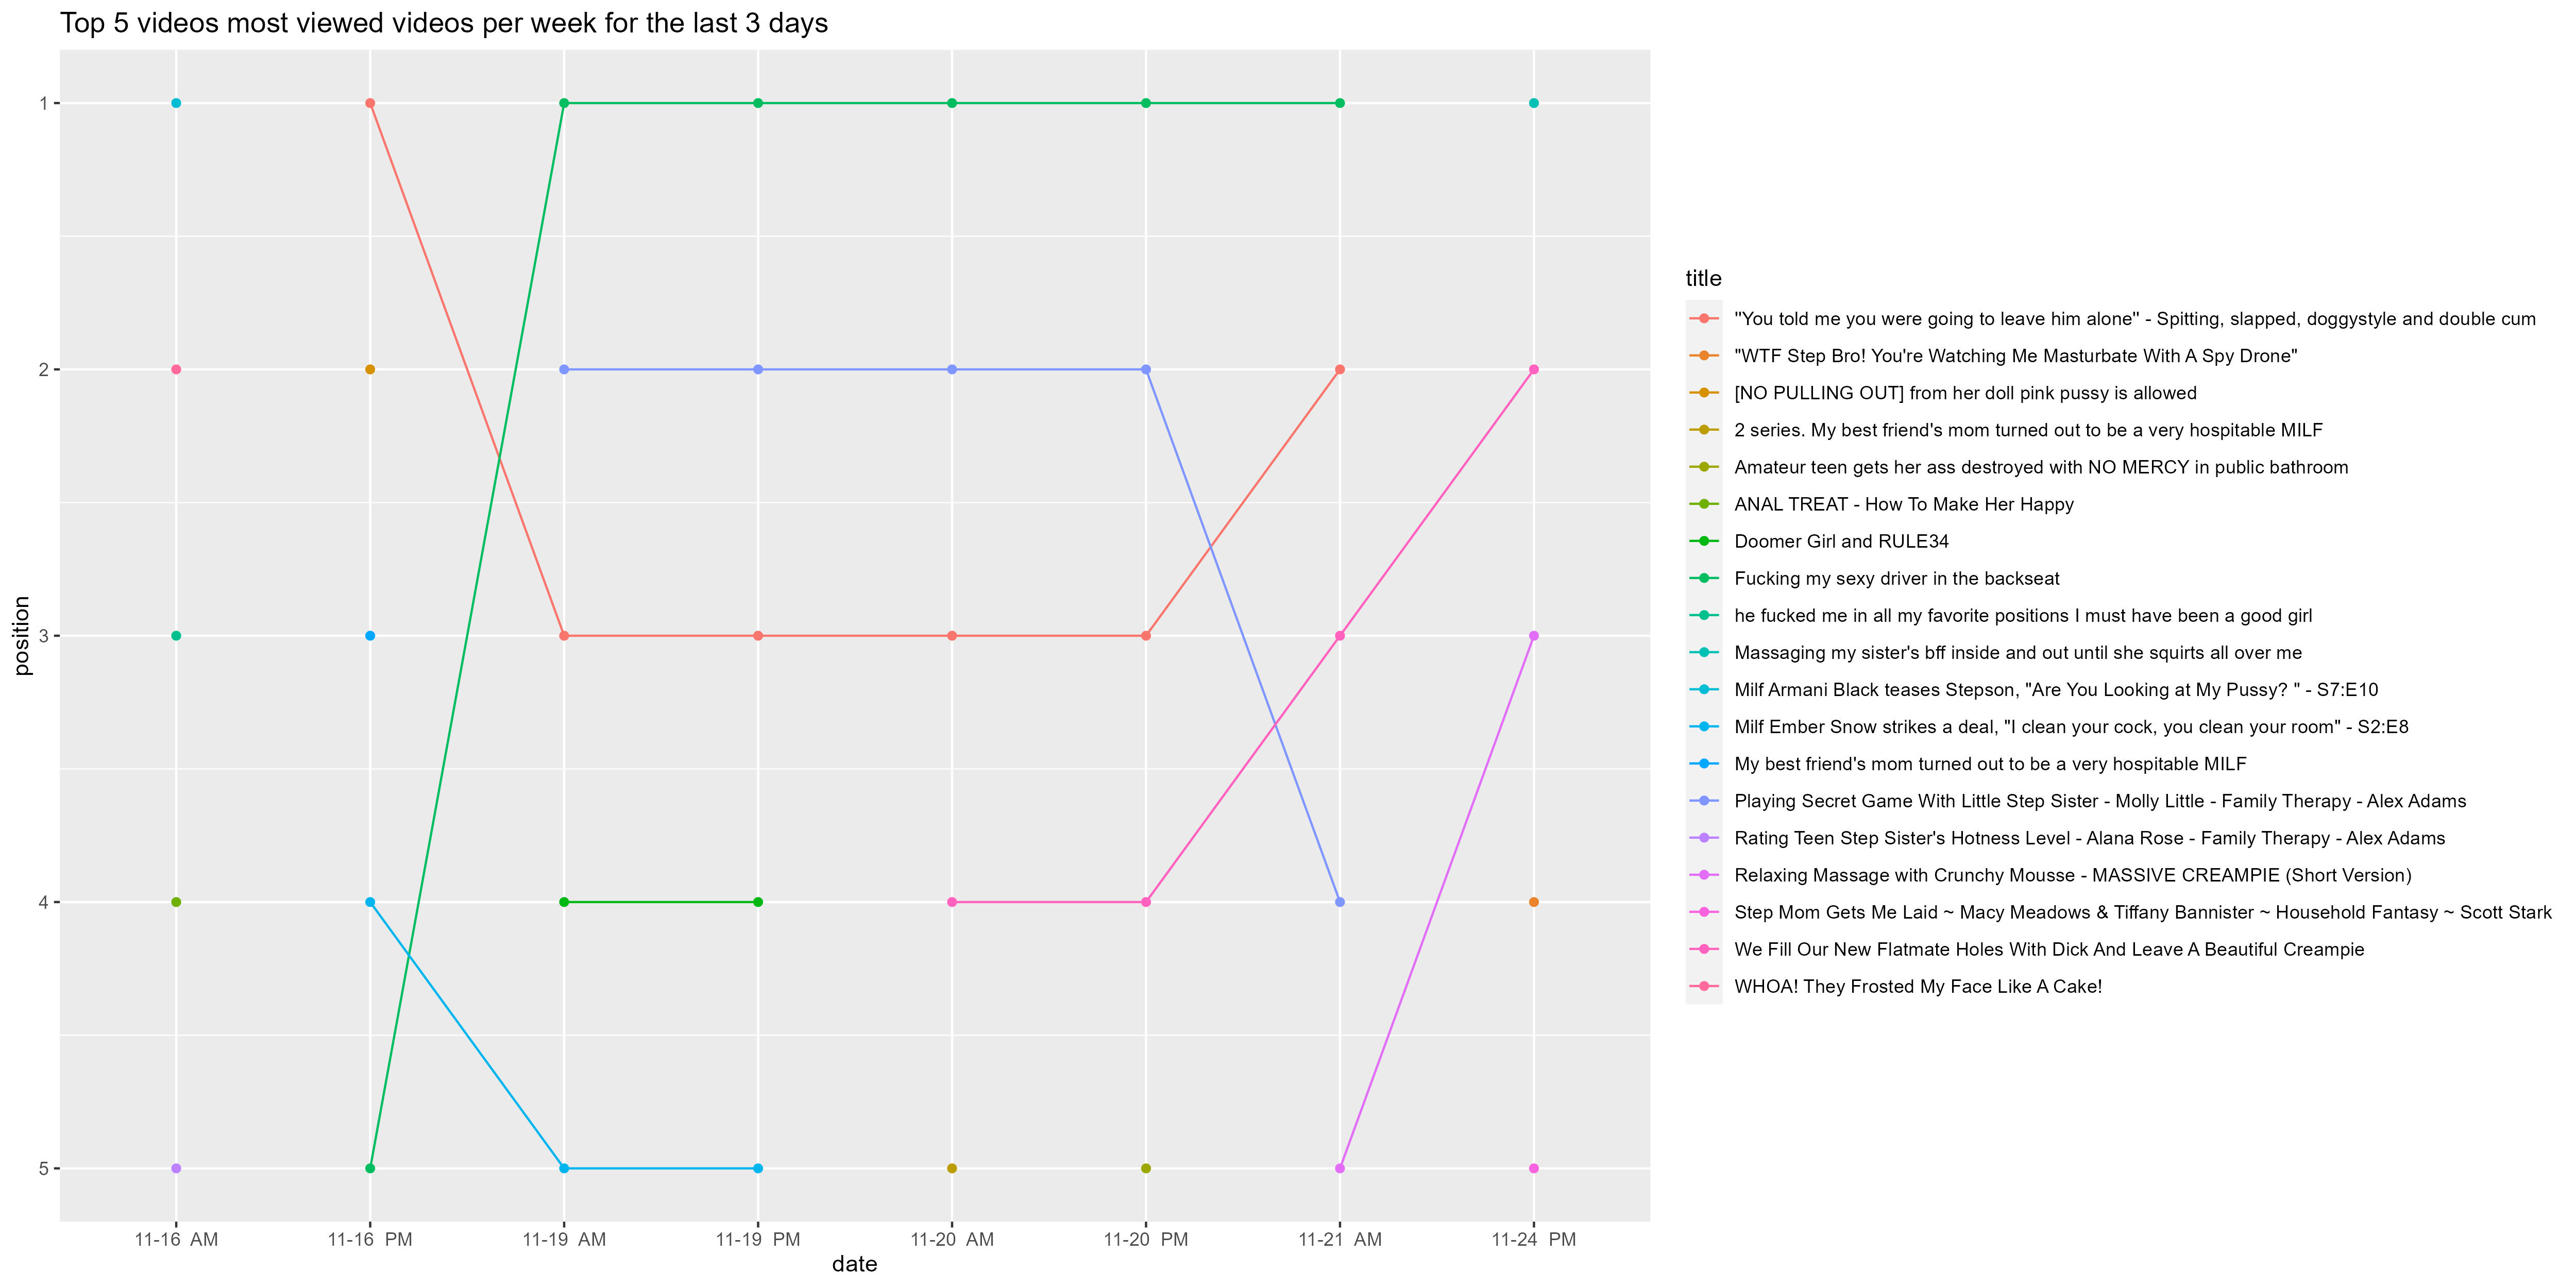 Top 5 videos most viewed videos per week for the last 3 days
position
1
2
3
4
5
11-16 AM
11-16 PM
11-19 AM
11-19 PM
11-20 AM
11-20 PM
11-21 AM
11-24 PM
date
title
"You told me you were going to leave him alone" - Spitting, slapped, doggystyle and double cum
"WTF Step Bro! You're Watching Me Masturbate With A Spy Drone"
[NO PULLING OUT] from her doll pink pussy is allowed
2 series. My best friend's mom turned out to be a very hospitable MILF
Amateur teen gets her ass destroyed with NO MERCY in public bathroom
ANAL TREAT - How To Make Her Happy
Doomer Girl and RULE34
Fucking my sexy driver in the backseat
he fucked me in all my favorite positions I must have been a good girl
Massaging my sister's bff inside and out until she squirts all over me
Milf Armani Black teases Stepson, "Are You Looking at My Pussy? " - S7:E10
Milf Ember Snow strikes a deal, "I clean your cock, you clean your room" - S2:E8
My best friend's mom turned out to be a very hospitable MILF
Playing Secret Game With Little Step Sister - Molly Little - Family Therapy - Alex Adams
Rating Teen Step Sister's Hotness Level - Alana Rose - Family Therapy - Alex Adams
Relaxing Massage with Crunchy Mousse - MASSIVE CREAMPIE (Short Version)
Step Mom Gets Me Laid ~ Macy Meadows & Tiffany Bannister ~ Household Fantasy ~ Scott Stark
We Fill Our New Flatmate Holes With Dick And Leave A Beautiful Creampie
WHOA! They Frosted My Face Like A Cake!